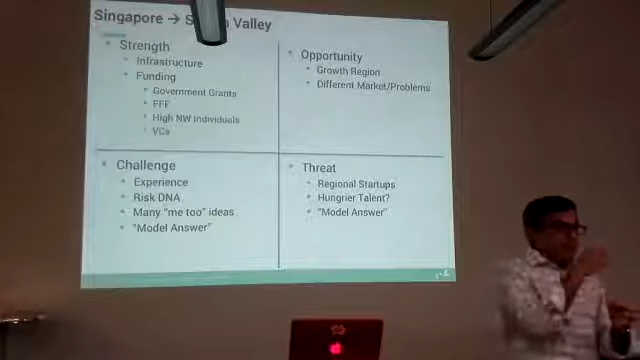 Singapore → S n Valley
Strength
Infrastructure
Funding
Government Grants
FFF
High NW individuals
VCs
Opportunity
Growth Region
Different Market/Problems
Challenge
Experience
Risk DNA
Many "me too" ideas
"Model Answer"
Threat
Regional Startups
Hungrier Talent?
"Model Answer"